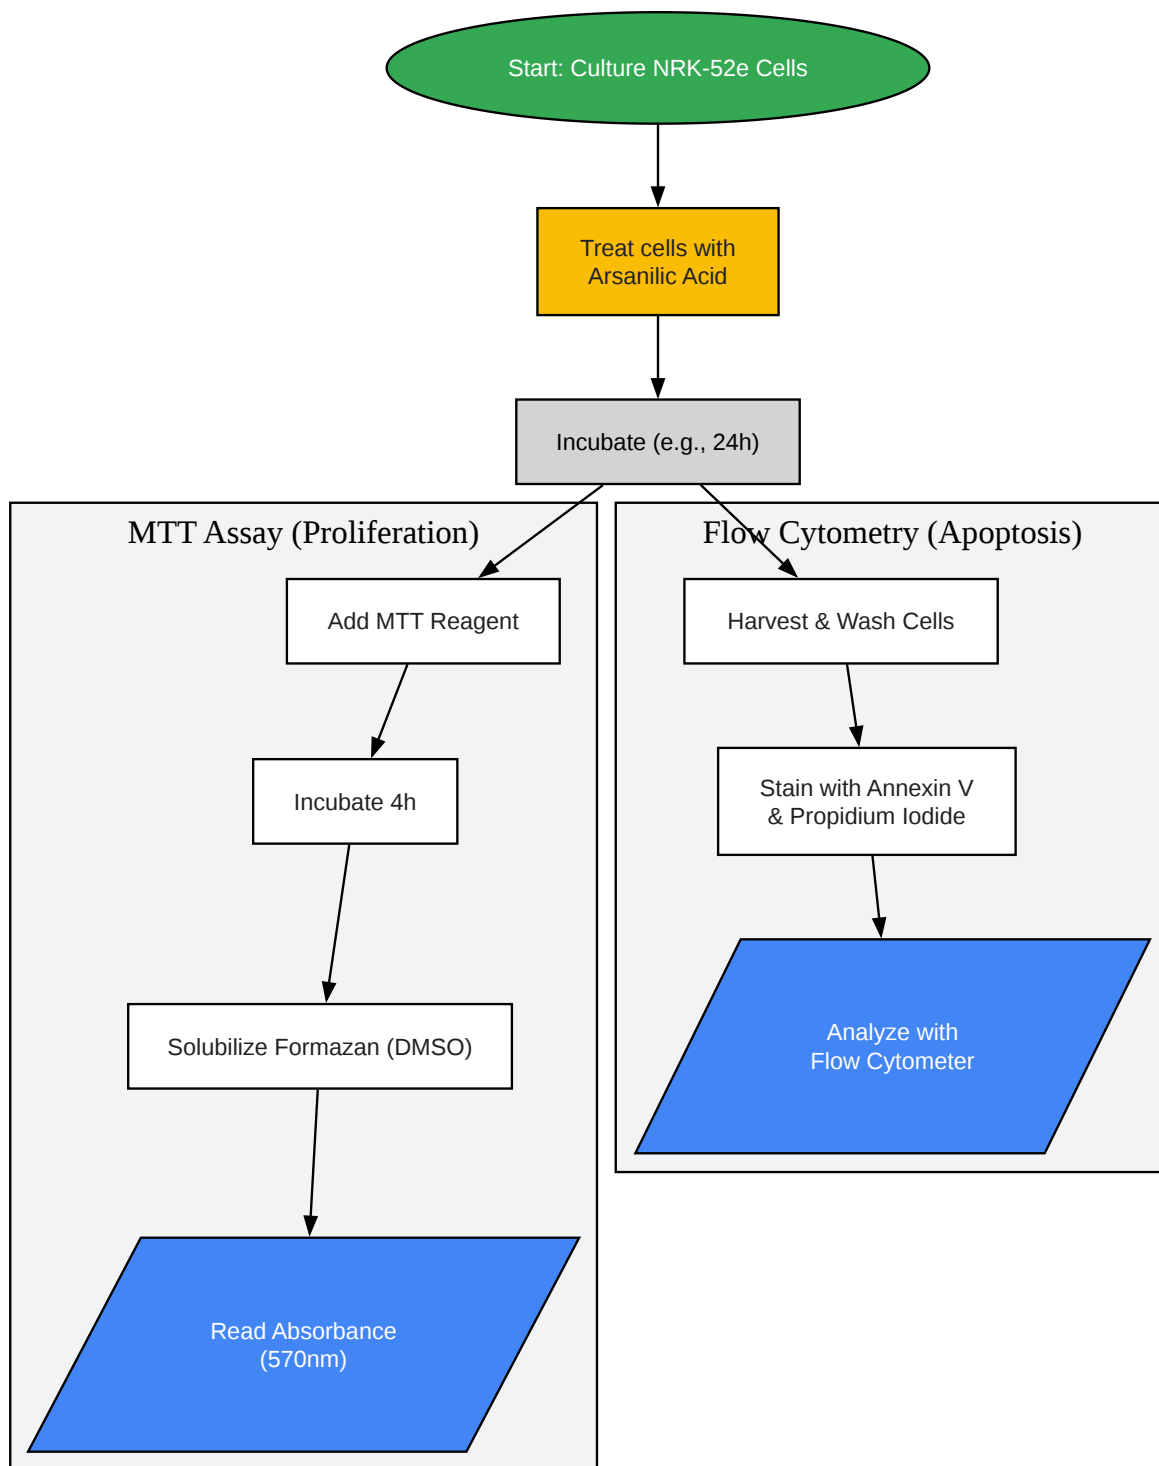 Start: Culture NRK-52e Cells
Treat cells with
Arsanilic Acid
Incubate (e.g., 24h)
MTT Assay (Proliferation)
Add MTT Reagent
Incubate 4h
Solubilize Formazan (DMSO)
Read Absorbance
(570nm)
Flow Cytometry (Apoptosis)
Harvest & Wash Cells
Stain with Annexin V
& Propidium Iodide
Analyze with
Flow Cytometer